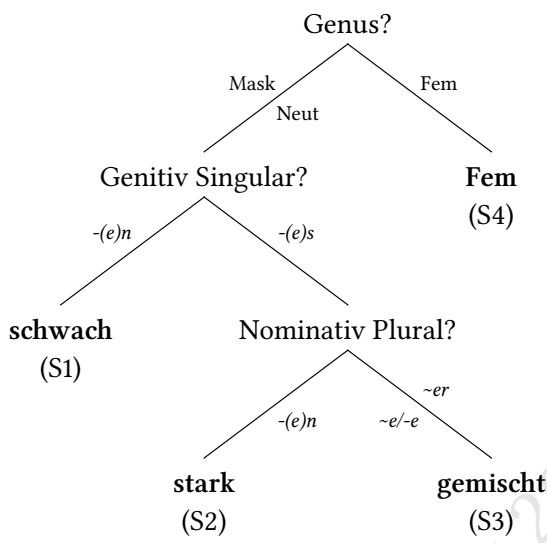 Genus?
Mask
Neut
Fem
Genitiv Singular?
Fem
(S4)
-(e)n
-(e)s
schwach
(S1)
Nominativ Plural?
-(e)n
~e/-e
~er
stark
(S2)
gemischt
(S3)